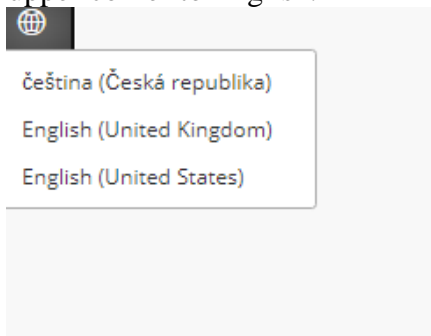 čeština (Česká republika)
English (United Kingdom)
English (United States)